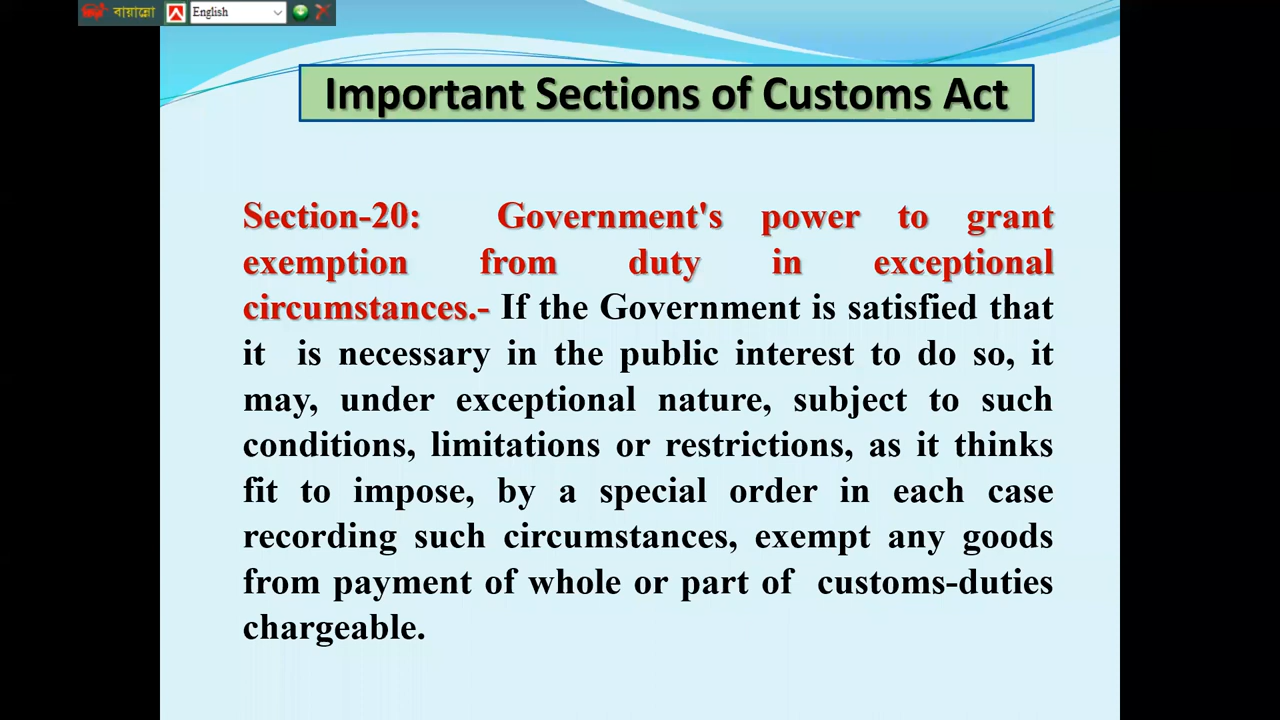 বায়ান্নো English
Important Sections of Customs Act
Section-20: Government's power to grant
exemption from duty in exceptional
circumstances.- If the Government is satisfied that
it is necessary in the public interest to do so, it
may, under exceptional nature, subject to such
conditions, limitations or restrictions, as it thinks
fit to impose, by a special order in each case
recording such circumstances, exempt any goods
from payment of whole or part of customs-duties
chargeable.